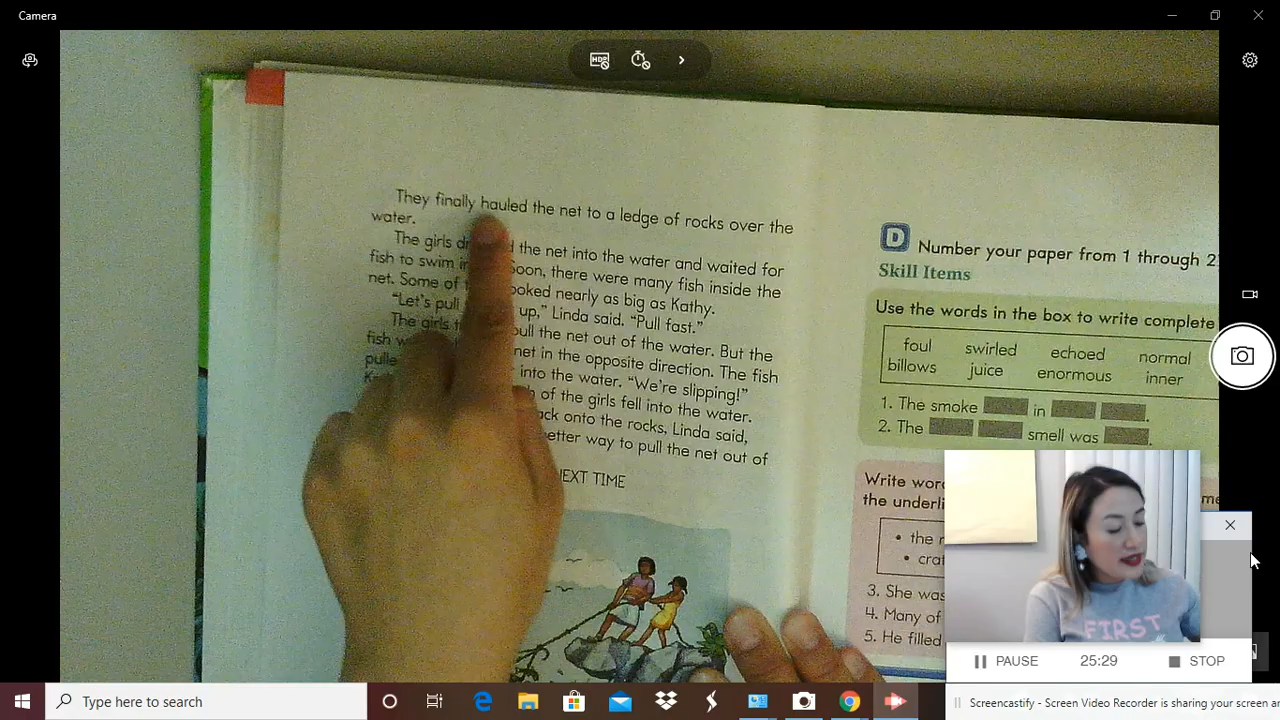 Camera
They finally hauled the net to a ledge of rocks over the
water.
The girls the net into the water and waited for
fish to swim Soon, there were many fish inside the
net. Some of looked nearly as big as Kathy.
"Let's pull up," Linda said. "Pull fast."
The girls pull the net out of the water. But the
fish net in the opposite direction. The fish
into the water. "We're slipping!"
of the girls fell into the water.
onto the rocks, Linda said,
better way to pull the net out of
NEXT TIME
D Number your paper from 1 through
Skill Items
Use the words in the box to write complete
foul swirled echoed normal
billows juice enormous inner
1. The smoke in .
2. The smell was .
Write
the
• the
•
3. She was
4. Many of
5. He filled
FIRST
PAUSE 25:29 STOP
Type here to search
Screencastify - Screen Video Recorder is sharing your screen